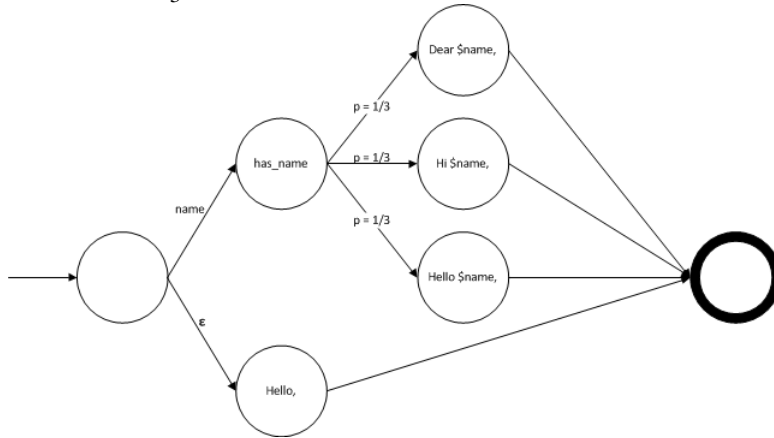 Dear $name,
p = 1/3
has_name
p = 1/3
Hi $name,
name
p = 1/3
Hello $name,
ε
Hello,